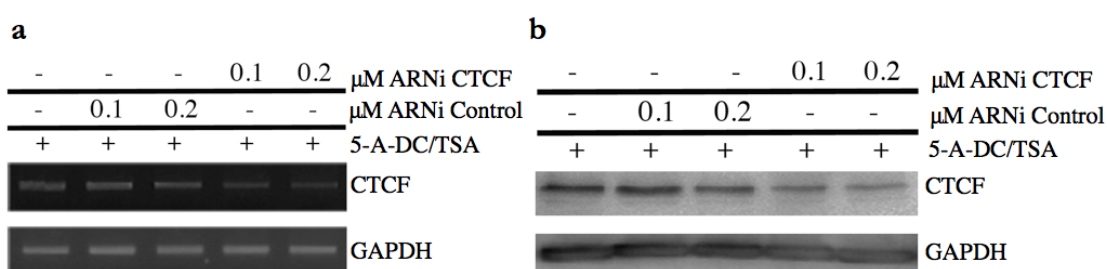 a
- - - 0.1 0.2 μM ARNi CTCF
- 0.1 0.2 - - μM ARNi Control
+ + + + + 5-A-DC/TSA
CTCF
GAPDH
b
- - - 0.1 0.2 μM ARNi CTCF
- 0.1 0.2 - - μM ARNi Control
+ + + + + 5-A-DC/TSA
CTCF
GAPDH